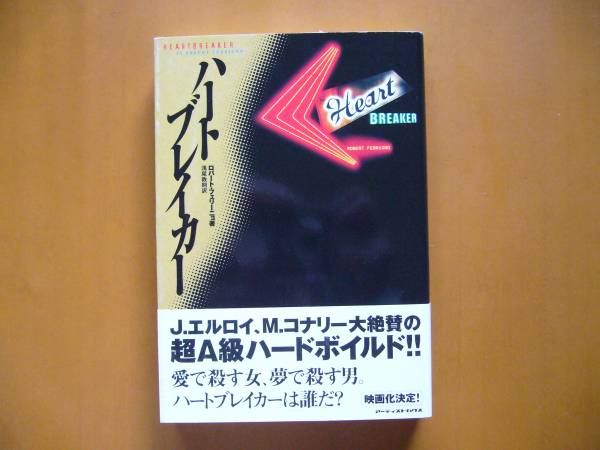 HEARTBREAKER
BY ROBERT FERRIGNO
ハートブレイカー
ロバート・フェリーニョ著
浅尾敦則訳
Heart
BREAKER
ROBERT FERRIGNO
J.エルロイ、M.コナリー大絶賛の
超A級ハードボイルド!!
愛で殺す女、夢で殺す男。
ハートブレイカーは誰だ?
映画化決定!
アーティストハウス